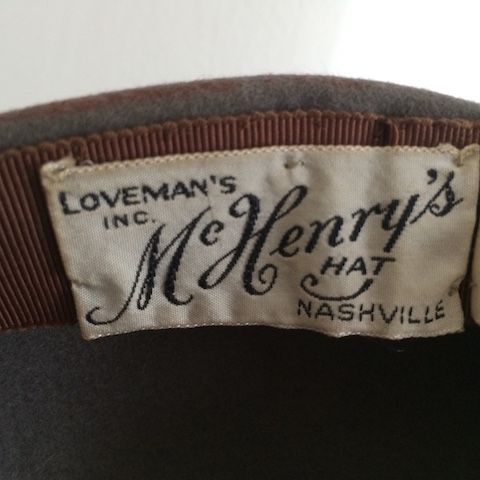 LOVEMAN'S
INC.
McHenry's
HAT
NASHVILLE